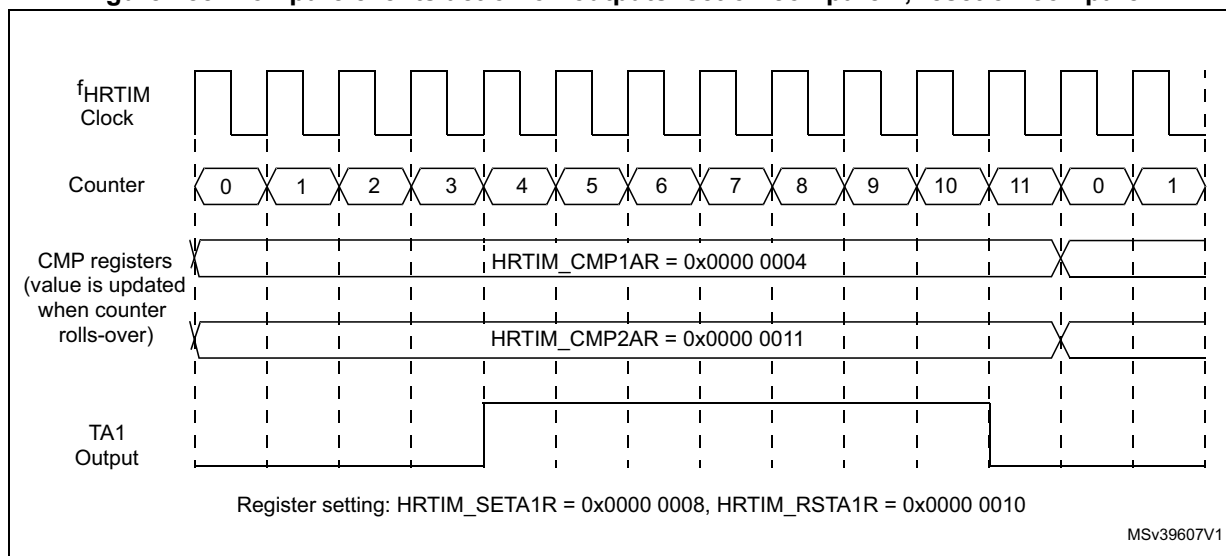 fHRTIM
Clock
Counter
0 1 2 3 4 5 6 7 8 9 10 11 0 1
CMP registers
(value is updated
when counter
rolls-over)
HRTIM_CMP1AR = 0x0000 0004
HRTIM_CMP2AR = 0x0000 0011
TA1
Output
Register setting: HRTIM_SETA1R = 0x0000 0008, HRTIM_RSTA1R = 0x0000 0010
MSv39607V1